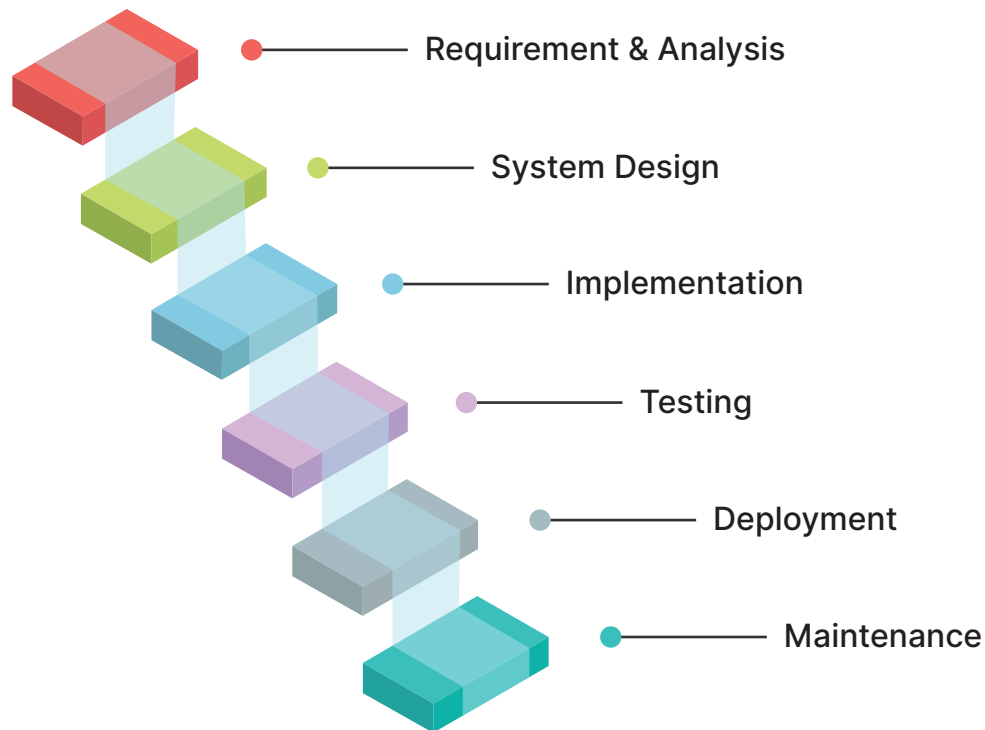 Requirement & Analysis
System Design
Implementation
Testing
Deployment
Maintenance